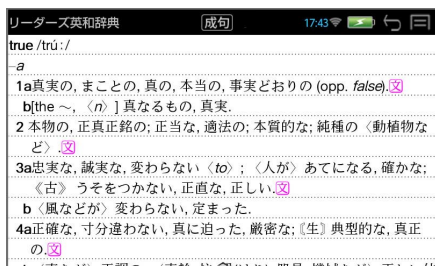 リーダーズ英和辞典 成句 17:43
true /trúː/
–a
1a真実の, まことの, 真の, 本当の, 事実どおりの (opp. false).文
b[the ～, 〈n〉] 真なるもの, 真実.
2 本物の, 正真正銘の; 正当な, 適法の; 本質的な; 純種の〈動植物な
ど〉.文
3a忠実な, 誠実な, 変わらない〈to〉; 〈人が〉あてになる, 確かな;
《古》 うそをつかない, 正直な, 正しい.文
b〈風などが〉変わらない, 定まった.
4a正確な, 寸分違わない, 真に迫った, 厳密な;〘生〙典型的な, 真正
の.文